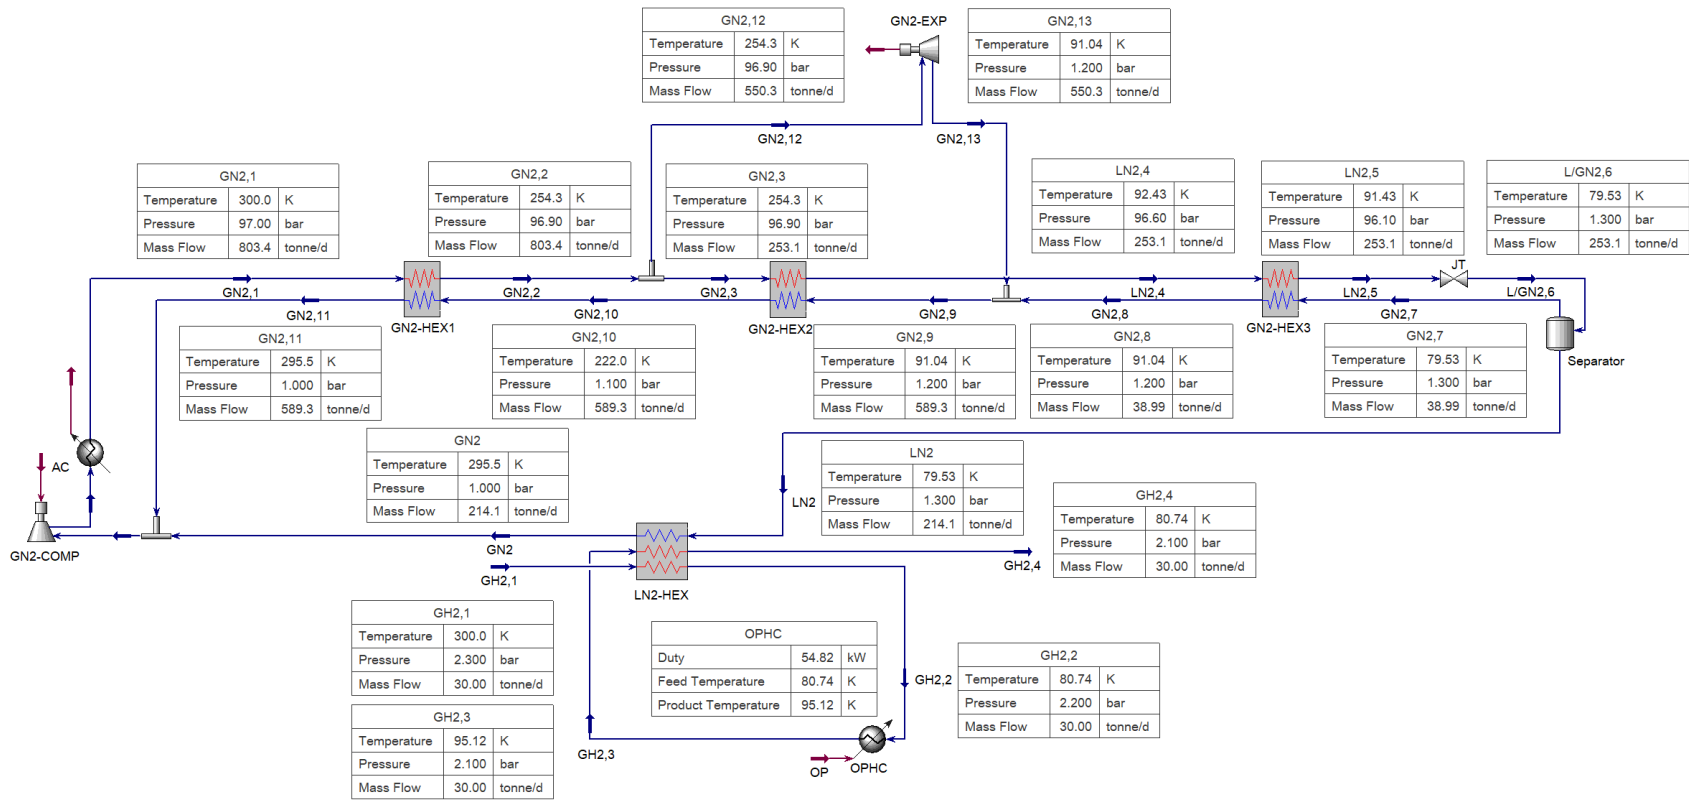 GN2,12
Temperature 254.3 K
Pressure 96.90 bar
Mass Flow 550.3 tonne/d
GN2-EXP
GN2,13
Temperature 91.04 K
Pressure 1.200 bar
Mass Flow 550.3 tonne/d
GN2,12
GN2,13
GN2,1
Temperature 300.0 K
Pressure 97.00 bar
Mass Flow 803.4 tonne/d
GN2,2
Temperature 254.3 K
Pressure 96.90 bar
Mass Flow 803.4 tonne/d
GN2,3
Temperature 254.3 K
Pressure 96.90 bar
Mass Flow 253.1 tonne/d
LN2,4
Temperature 92.43 K
Pressure 96.60 bar
Mass Flow 253.1 tonne/d
LN2,5
Temperature 91.43 K
Pressure 96.10 bar
Mass Flow 253.1 tonne/d
L/GN2,6
Temperature 79.53 K
Pressure 1.300 bar
Mass Flow 253.1 tonne/d
GN2,1
GN2,2
GN2,3
LN2,4
LN2,5
JT
L/GN2,6
GN2,11
GN2-HEX1
GN2,10
GN2-HEX2
GN2,9
GN2,8
GN2-HEX3
GN2,7
Separator
GN2,11
Temperature 295.5 K
Pressure 1.000 bar
Mass Flow 589.3 tonne/d
GN2,10
Temperature 222.0 K
Pressure 1.100 bar
Mass Flow 589.3 tonne/d
GN2,9
Temperature 91.04 K
Pressure 1.200 bar
Mass Flow 589.3 tonne/d
GN2,8
Temperature 91.04 K
Pressure 1.200 bar
Mass Flow 38.99 tonne/d
GN2,7
Temperature 79.53 K
Pressure 1.300 bar
Mass Flow 38.99 tonne/d
AC
GN2-COMP
GN2
Temperature 295.5 K
Pressure 1.000 bar
Mass Flow 214.1 tonne/d
LN2
LN2
Temperature 79.53 K
Pressure 1.300 bar
Mass Flow 214.1 tonne/d
GN2
GH2,1
LN2-HEX
GH2,4
GH2,4
Temperature 80.74 K
Pressure 2.100 bar
Mass Flow 30.00 tonne/d
GH2,1
Temperature 300.0 K
Pressure 2.300 bar
Mass Flow 30.00 tonne/d
OPHC
Duty 54.82 kW
Feed Temperature 80.74 K
Product Temperature 95.12 K
GH2,2
GH2,2
Temperature 80.74 K
Pressure 2.200 bar
Mass Flow 30.00 tonne/d
GH2,3
Temperature 95.12 K
Pressure 2.100 bar
Mass Flow 30.00 tonne/d
GH2,3
OP
OPHC